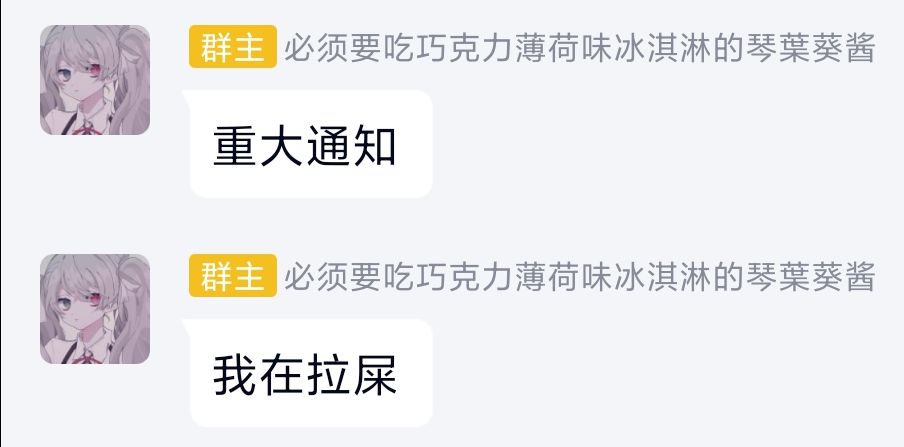 群主 必须要吃巧克力薄荷味冰淇淋的琴葉葵酱
重大通知
群主 必须要吃巧克力薄荷味冰淇淋的琴葉葵酱
我在拉屎